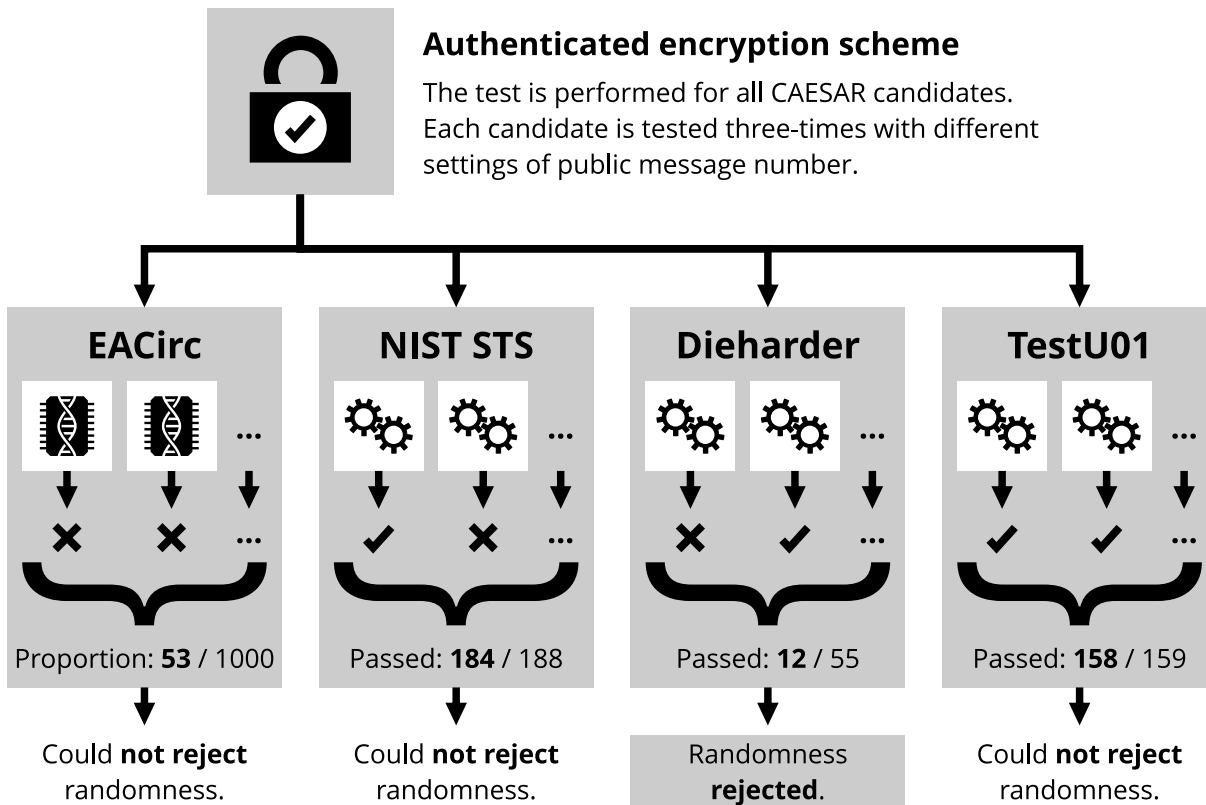 Authenticated encryption scheme
The test is performed for all CAESAR candidates.
Each candidate is tested three-times with different
settings of public message number.
EACirc
...
...
Proportion: 53 / 1000
Could not reject
randomness.
NIST STS
...
...
Passed: 184 / 188
Could not reject
randomness.
Dieharder
...
...
Passed: 12 / 55
Randomness
rejected.
TestU01
...
...
Passed: 158 / 159
Could not reject
randomness.